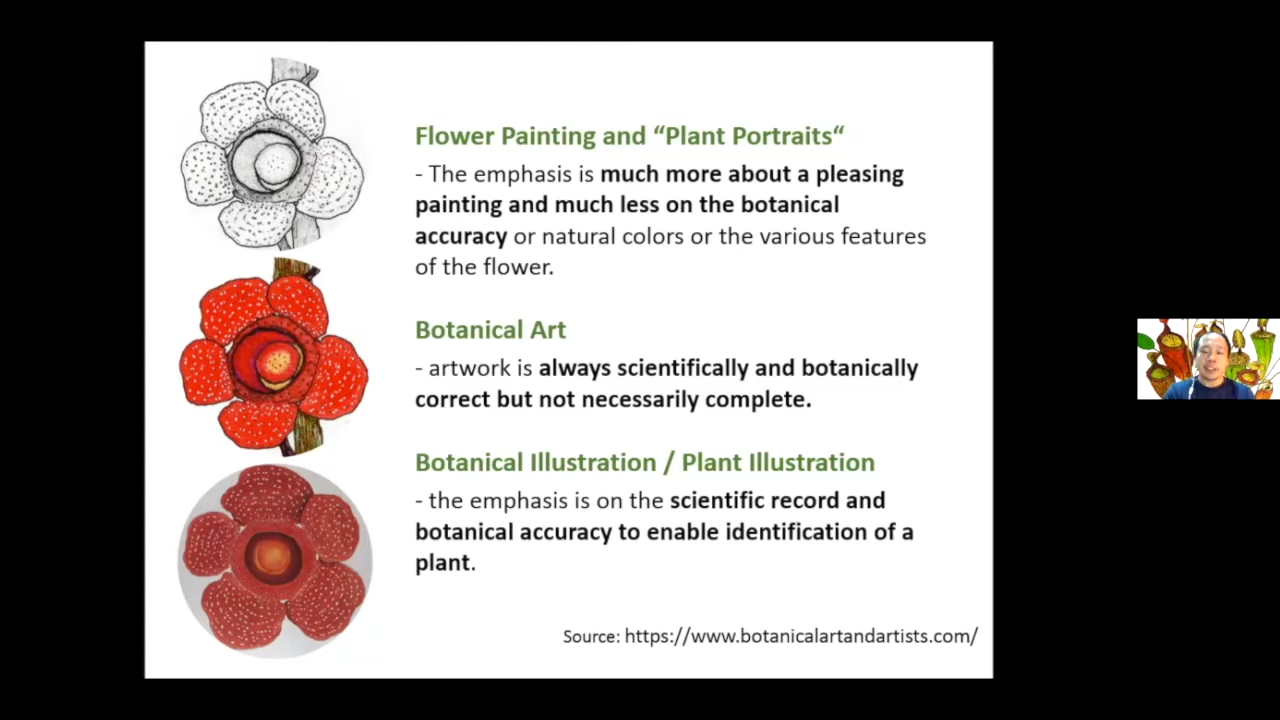 Flower Painting and “Plant Portraits“
- The emphasis is much more about a pleasing
painting and much less on the botanical
accuracy or natural colors or the various features
of the flower.
Botanical Art
- artwork is always scientifically and botanically
correct but not necessarily complete.
Botanical Illustration / Plant Illustration
- the emphasis is on the scientific record and
botanical accuracy to enable identification of a
plant.
Source: https://www.botanicalartandartists.com/